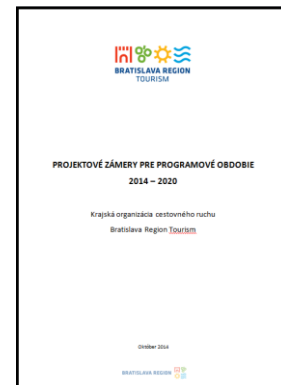 BRATISLAVA REGION
TOURISM
PROJEKTOVÉ ZÁMERY PRE PROGRAMOVÉ OBDOBIE
2014 – 2020
Krajská organizácia cestovného ruchu
Bratislava Region Tourism
Október 2014
BRATISLAVA REGION